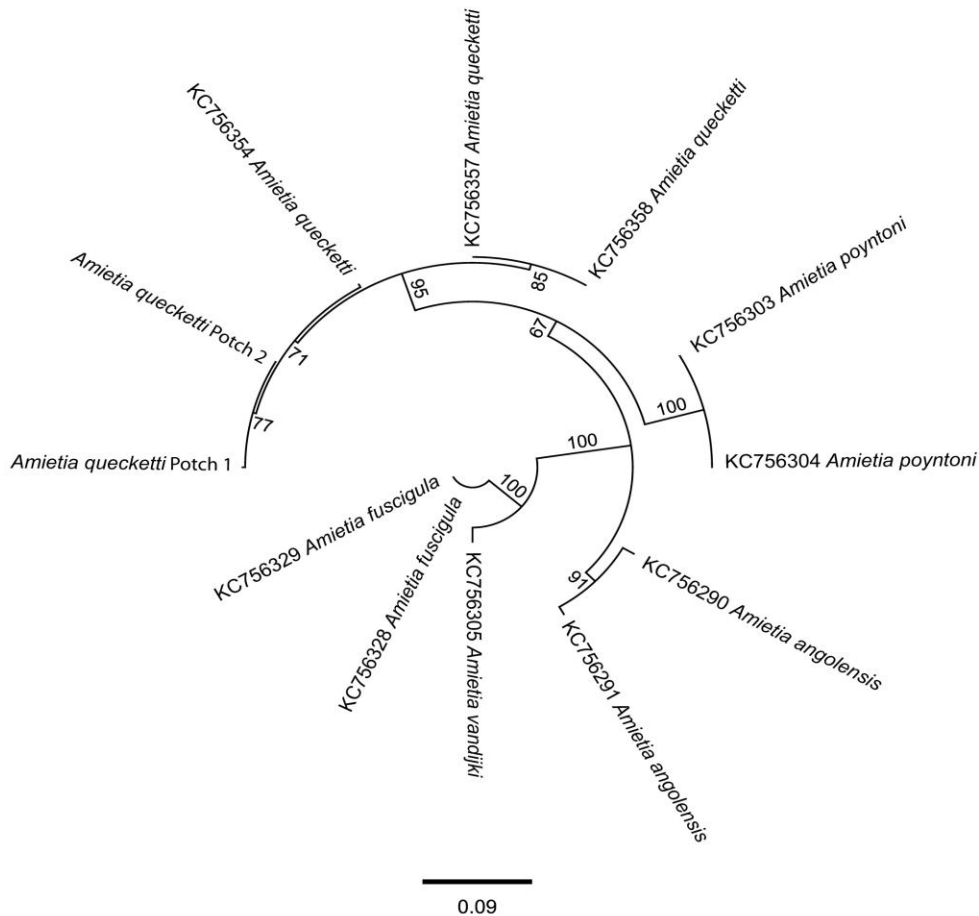 KC756357 Amietia quecketti
KC756354 Amietia quecketti
KC756358 Amietia quecketti
KC756303 Amietia poyntoni
Amietia quecketti Potch 2
95
85
67
71
77
100
Amietia quecketti Potch 1
100
KC756304 Amietia poyntoni
100
KC756329 Amietia fuscigula
KC756328 Amietia fuscigula
KC756305 Amietia vandijki
91
KC756290 Amietia angolensis
KC756291 Amietia angolensis
0.09